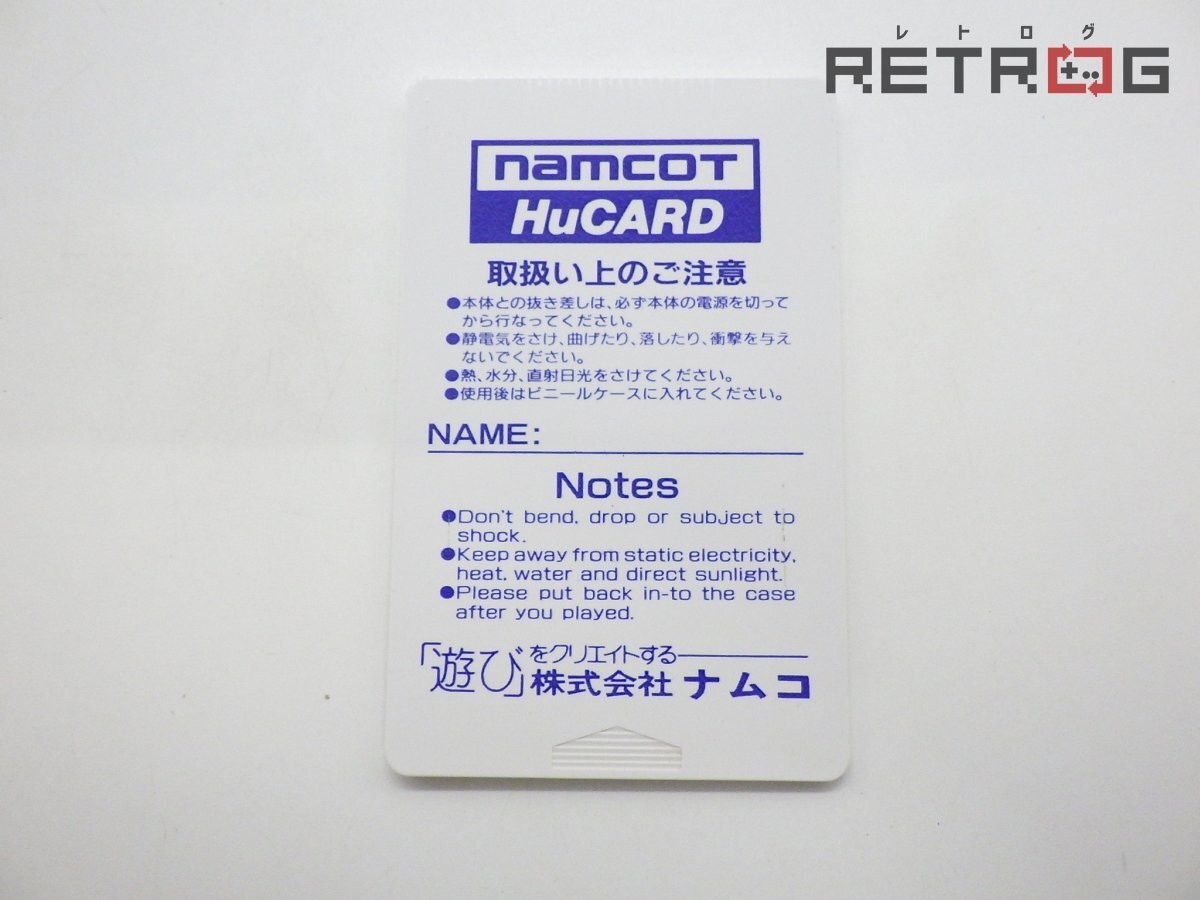 レトログ
RETROG
namcoT
HuCARD
取扱い上のご注意
●本体との抜き差しは、必ず本体の電源を切って
から行なってください。
●静電気をさけ、曲げたり、落したり、衝撃を与え
ないでください。
●熱、水分、直射日光をさけてください。
●使用後はビニールケースに入れてください。
NAME:
Notes
●Don't bend, drop or subject to
shock.
●Keep away from static electricity,
heat, water and direct sunlight.
●Please put back in-to the case
after you played.
「遊び」をクリエイトする
株式会社ナムコ